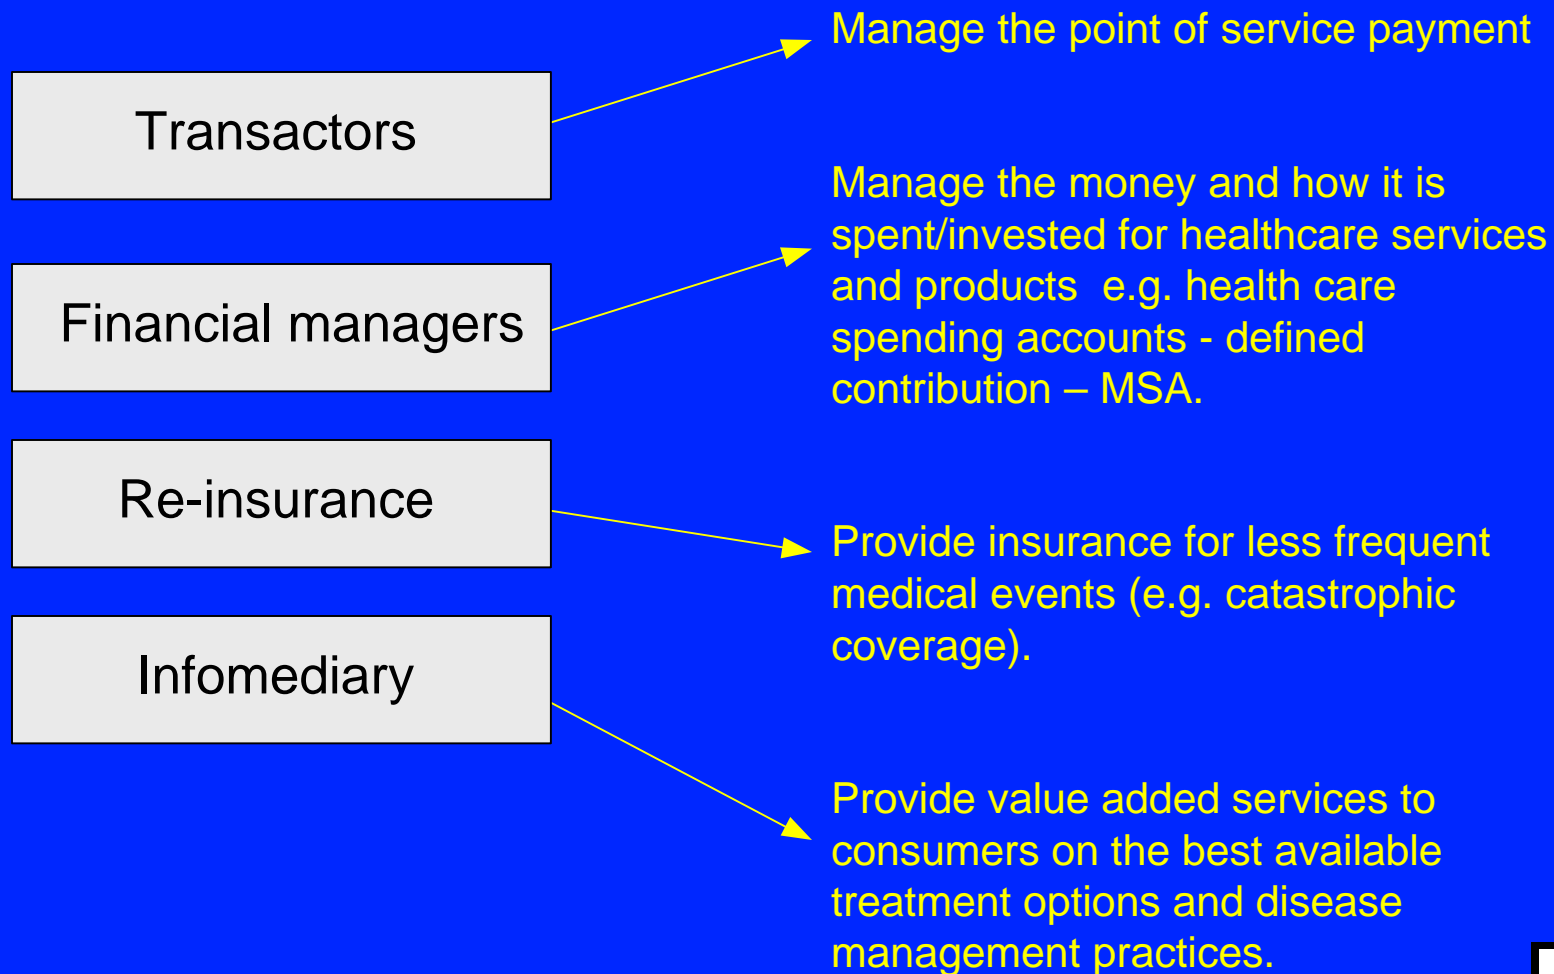 Manage the point of service payment
Transactors
Manage the money and how it is
spent/invested for healthcare services
and products  e.g. health care
spending accounts - defined
contribution – MSA.
Financial managers
Re-insurance
Provide insurance for less frequent
medical events (e.g. catastrophic
coverage).
Infomediary
Provide value added services to
consumers on the best available
treatment options and disease
management practices.